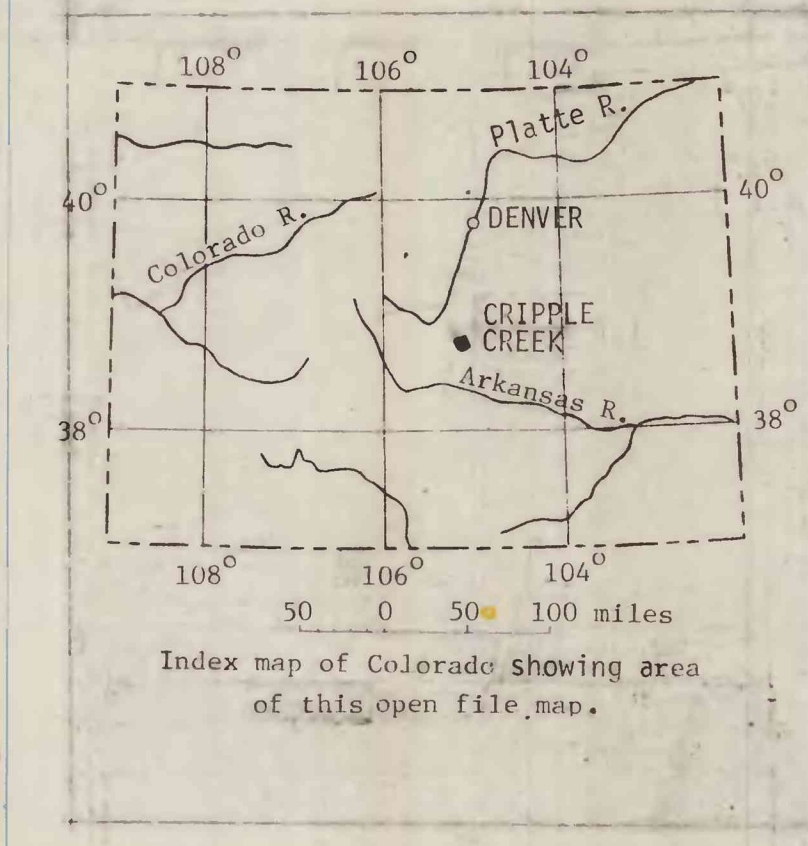 108° 106° 104°
Platte R.
40° 40°
DENVER
Colorado R.
CRIPPLE
CREEK
Arkansas R.
38° 38°
108° 106° 104°
50 0 50 100 miles
Index map of Colorado showing area
of this open file map.